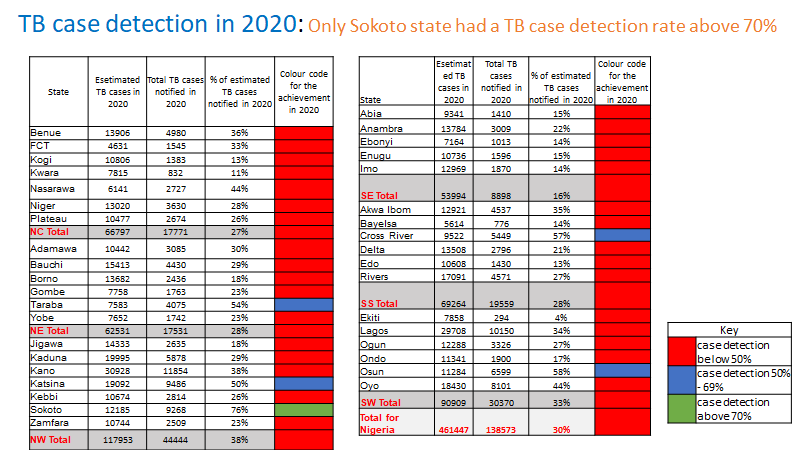 TB case detection in 2020: Only Sokoto state had a TB case detection rate above 70%
State Esetimated TB cases in 2020 Total TB cases notified in 2020 % of estimated TB cases notified in 2020 Colour code for the achievement in 2020
Benue 13906 4980 36%
FCT 4631 1545 33%
Kogi 10806 1383 13%
Kwara 7815 832 11%
Nasarawa 6141 2727 44%
Niger 13020 3630 28%
Plateau 10477 2674 26%
NC Total 66797 17771 27%
Adamawa 10442 3085 30%
Bauchi 15413 4430 29%
Borno 13682 2436 18%
Gombe 7758 1763 23%
Taraba 7583 4075 54%
Yobe 7652 1742 23%
NE Total 62531 17531 28%
Jigawa 14333 2635 18%
Kaduna 19995 5878 29%
Kano 30928 11854 38%
Katsina 19092 9486 50%
Kebbi 10674 2814 26%
Sokoto 12185 9268 76%
Zamfara 10744 2509 23%
NW Total 117953 44444 38%
State Esetimat ed TB cases in 2020 Total TB cases notified in 2020 % of estimated TB cases notified in 2020 Colour code for the achievement in 2020
Abia 9341 1410 15%
Anambra 13784 3009 22%
Ebonyi 7164 1013 14%
Enugu 10736 1596 15%
Imo 12969 1870 14%
SE Total 53994 8898 16%
Akwa Ibom 12921 4537 35%
Bayelsa 5614 776 14%
Cross River 9522 5449 57%
Delta 13508 2796 21%
Edo 10608 1430 13%
Rivers 17091 4571 27%
SS Total 69264 19559 28%
Ekiti 7858 294 4%
Lagos 29708 10150 34%
Ogun 12288 3326 27%
Ondo 11341 1900 17%
Osun 11284 6599 58%
Oyo 18430 8101 44%
SW Total 90909 30370 33%
Total for
Nigeria 461447 138573 30%
Key
case detection
below 50%
case detection 50%
- 69%
case detection
above 70%